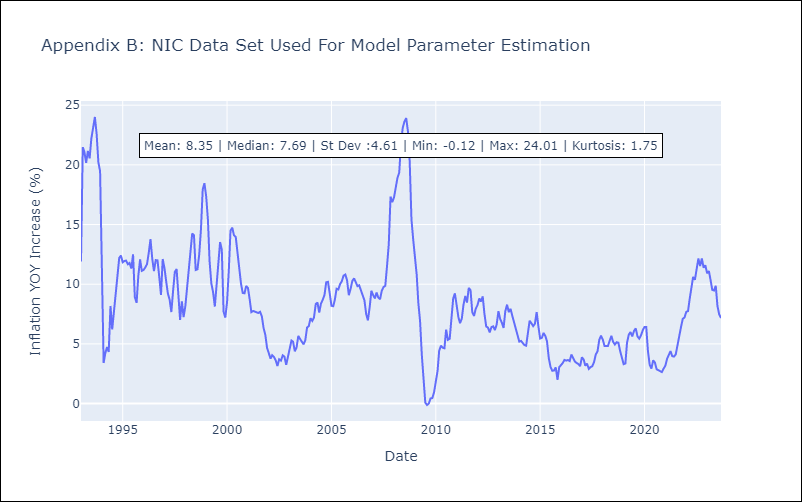 Appendix B: NIC Data Set Used For Model Parameter Estimation
25
Mean: 8.35 | Median: 7.69 | St Dev :4.61 | Min: -0.12 | Max: 24.01 | Kurtosis: 1.75
20
15
10
5
0
Inflation YOY Increase (%)
1995 2000 2005 2010 2015 2020
Date